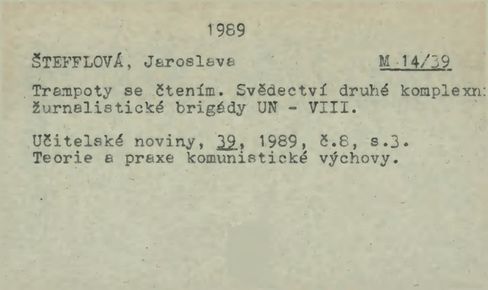 1989
ŠTEFFLOVÁ, Jaroslava M 14/39
Trampoty se čtením. Svědectví druhé komplexn
žurnalistické brigády UN - VIII.
Učitelské noviny, 39, 1989, č.8, s.3.
Teorie a praxe komunistické výchovy.